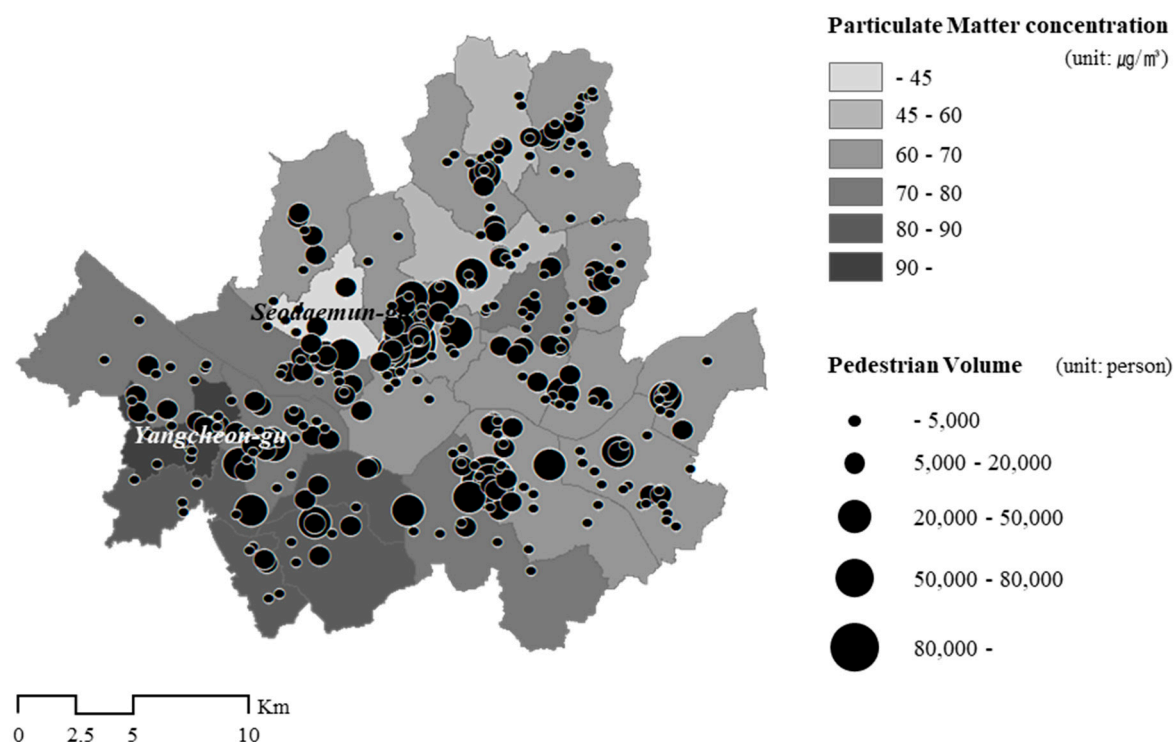 Particulate Matter concentration
(unit: ㎍/㎥)
- 45
45 - 60
60 - 70
70 - 80
80 - 90
90 -
Seodaemun-gu
Yangcheon-gu
Pedestrian Volume (unit: person)
- 5,000
5,000 - 20,000
20,000 - 50,000
50,000 - 80,000
80,000 -
Km
0 2.5 5 10